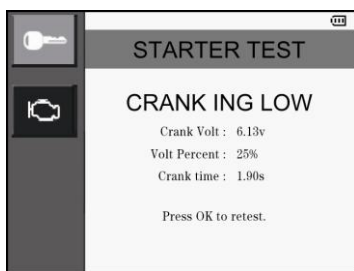 STARTER TEST
CRANK ING LOW
Crank Volt : 6.13v
Volt Percent : 25%
Crank time : 1.90s
Press OK to retest.